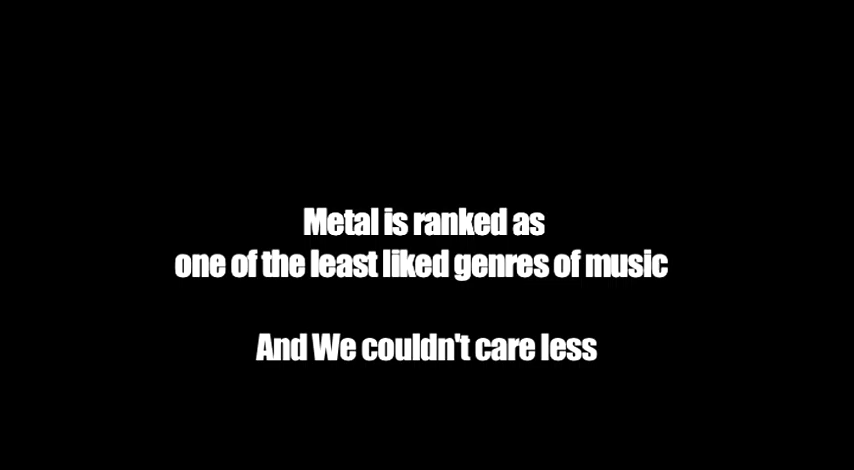 Metal is ranked as
one of the least liked genres of music
And We couldn't care less